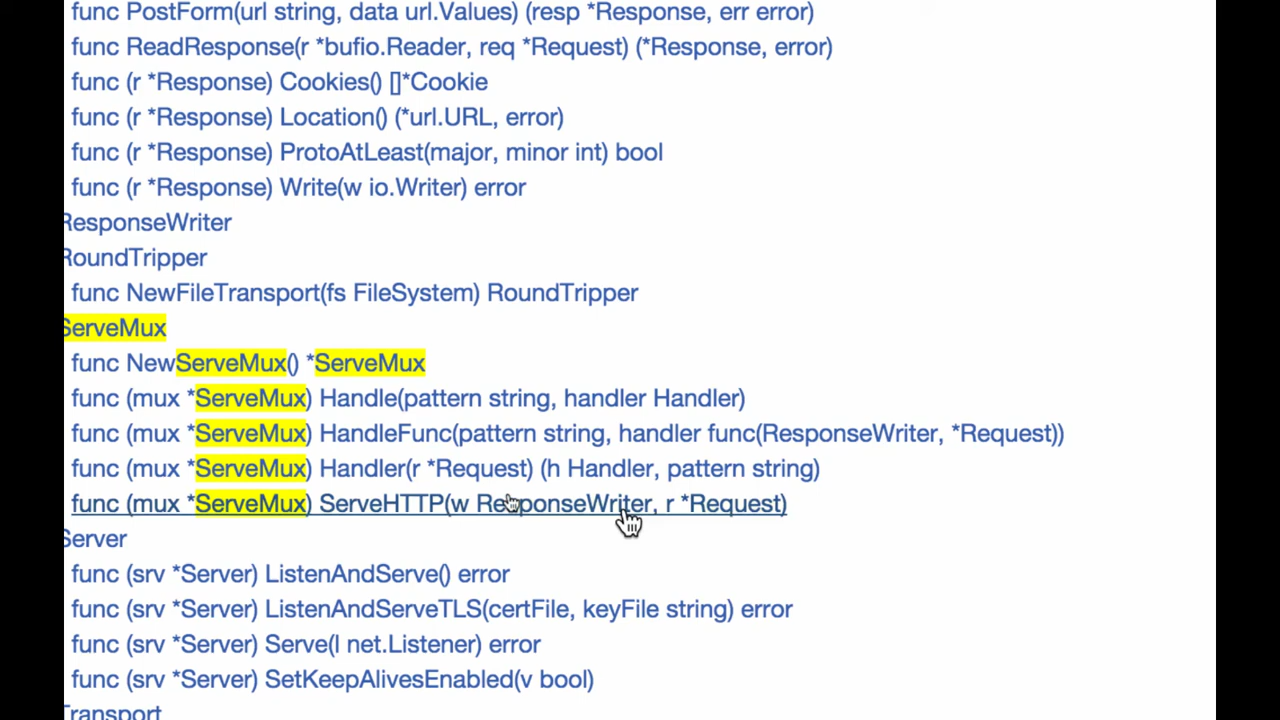 func PostForm(url string, data url.Values) (resp *Response, err error)
func ReadResponse(r *bufio.Reader, req *Request) (*Response, error)
func (r *Response) Cookies() []*Cookie
func (r *Response) Location() (*url.URL, error)
func (r *Response) ProtoAtLeast(major, minor int) bool
func (r *Response) Write(w io.Writer) error
ResponseWriter
RoundTripper
func NewFileTransport(fs FileSystem) RoundTripper
ServeMux
func NewServeMux() *ServeMux
func (mux *ServeMux) Handle(pattern string, handler Handler)
func (mux *ServeMux) HandleFunc(pattern string, handler func(ResponseWriter, *Request))
func (mux *ServeMux) Handler(r *Request) (h Handler, pattern string)
func (mux *ServeMux) ServeHTTP(w ResponseWriter, r *Request)
Server
func (srv *Server) ListenAndServe() error
func (srv *Server) ListenAndServeTLS(certFile, keyFile string) error
func (srv *Server) Serve(l net.Listener) error
func (srv *Server) SetKeepAlivesEnabled(v bool)
Transport